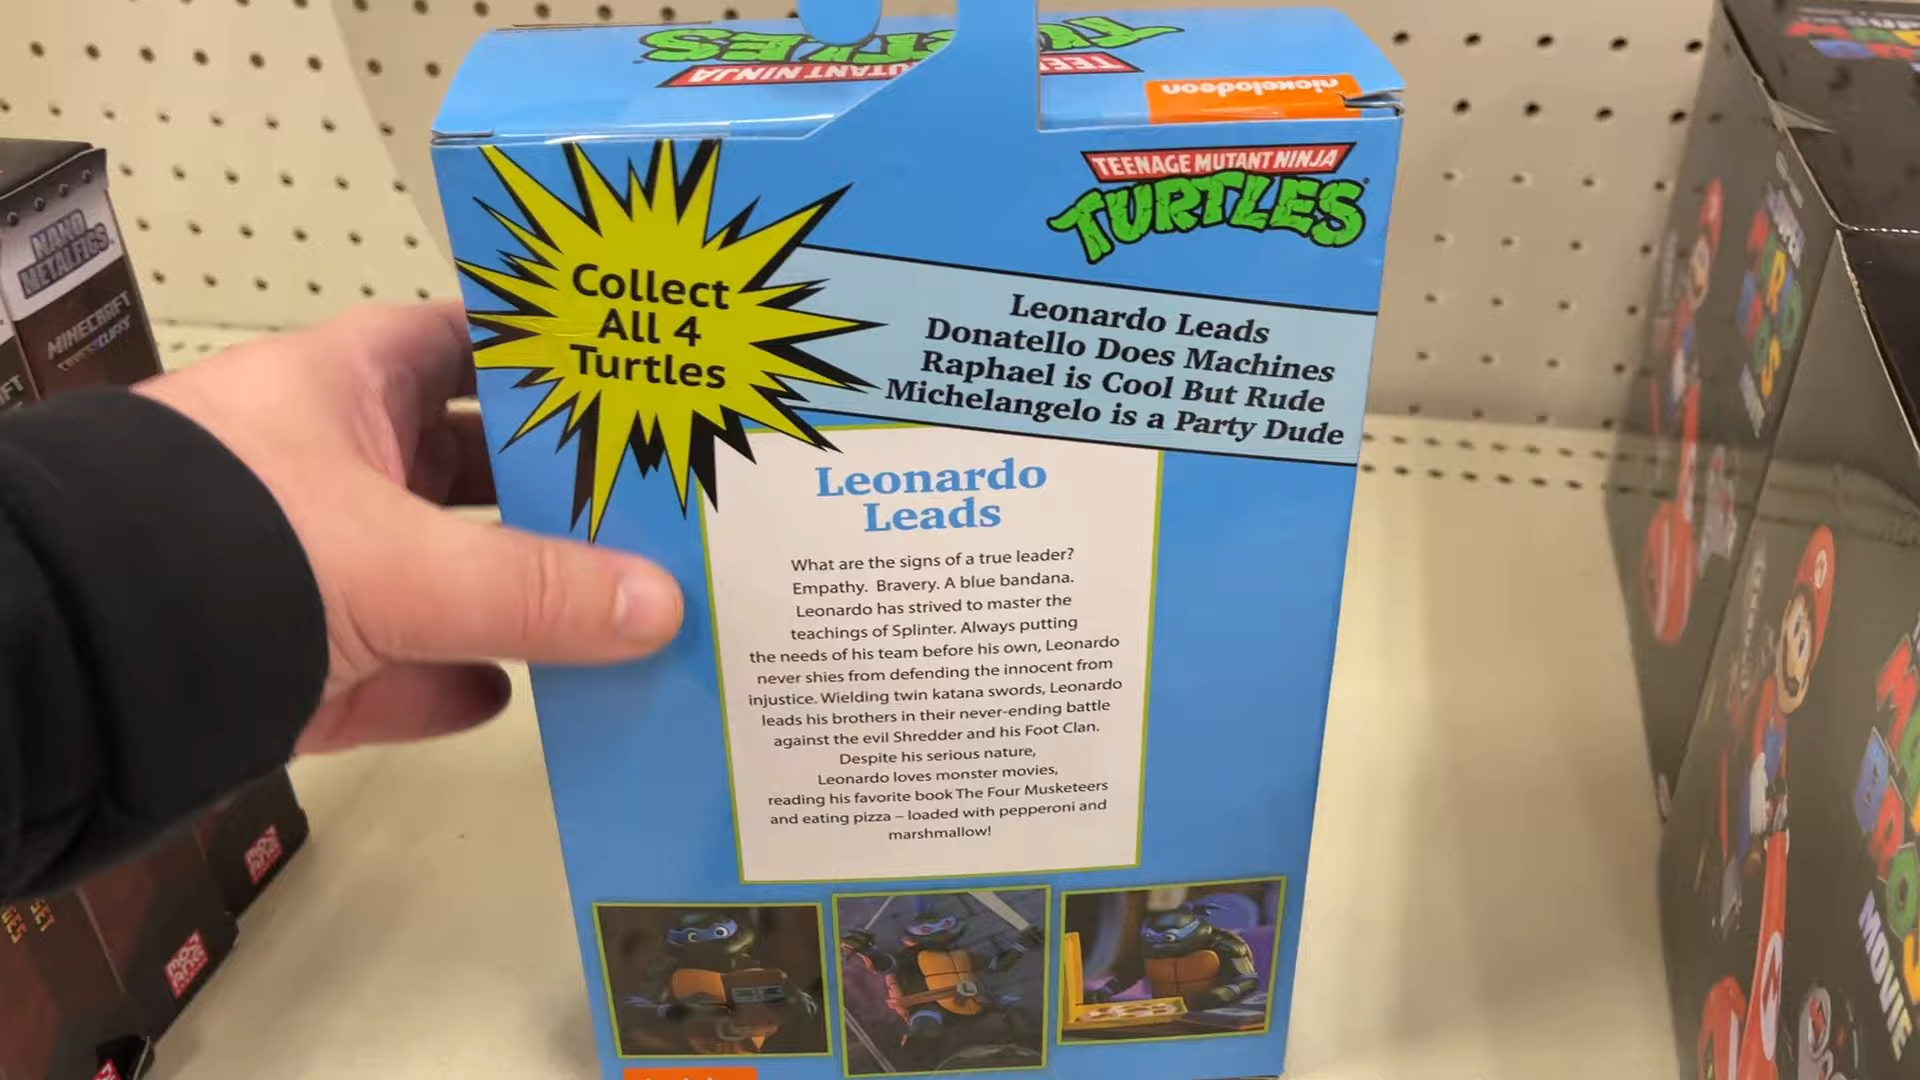 TURTLES
TEENAGE MUTANT NINJA
nickelodeon
TEENAGE MUTANT NINJA
TURTLES
Collect
All 4
Turtles
Leonardo Leads
Donatello Does Machines
Raphael is Cool But Rude
Michelangelo is a Party Dude
Leonardo
Leads
What are the signs of a true leader?
Empathy. Bravery. A blue bandana.
Leonardo has strived to master the
teachings of Splinter. Always putting
the needs of his team before his own, Leonardo
never shies from defending the innocent from
injustice. Wielding twin katana swords, Leonardo
leads his brothers in their never-ending battle
against the evil Shredder and his Foot Clan.
Despite his serious nature,
Leonardo loves monster movies,
reading his favorite book The Four Musketeers
and eating pizza – loaded with pepperoni and
marshmallow!
NANO
METALFIGS
MINECRAFT
SUPER
MARIO
BROS
MOVIE
MOVIE